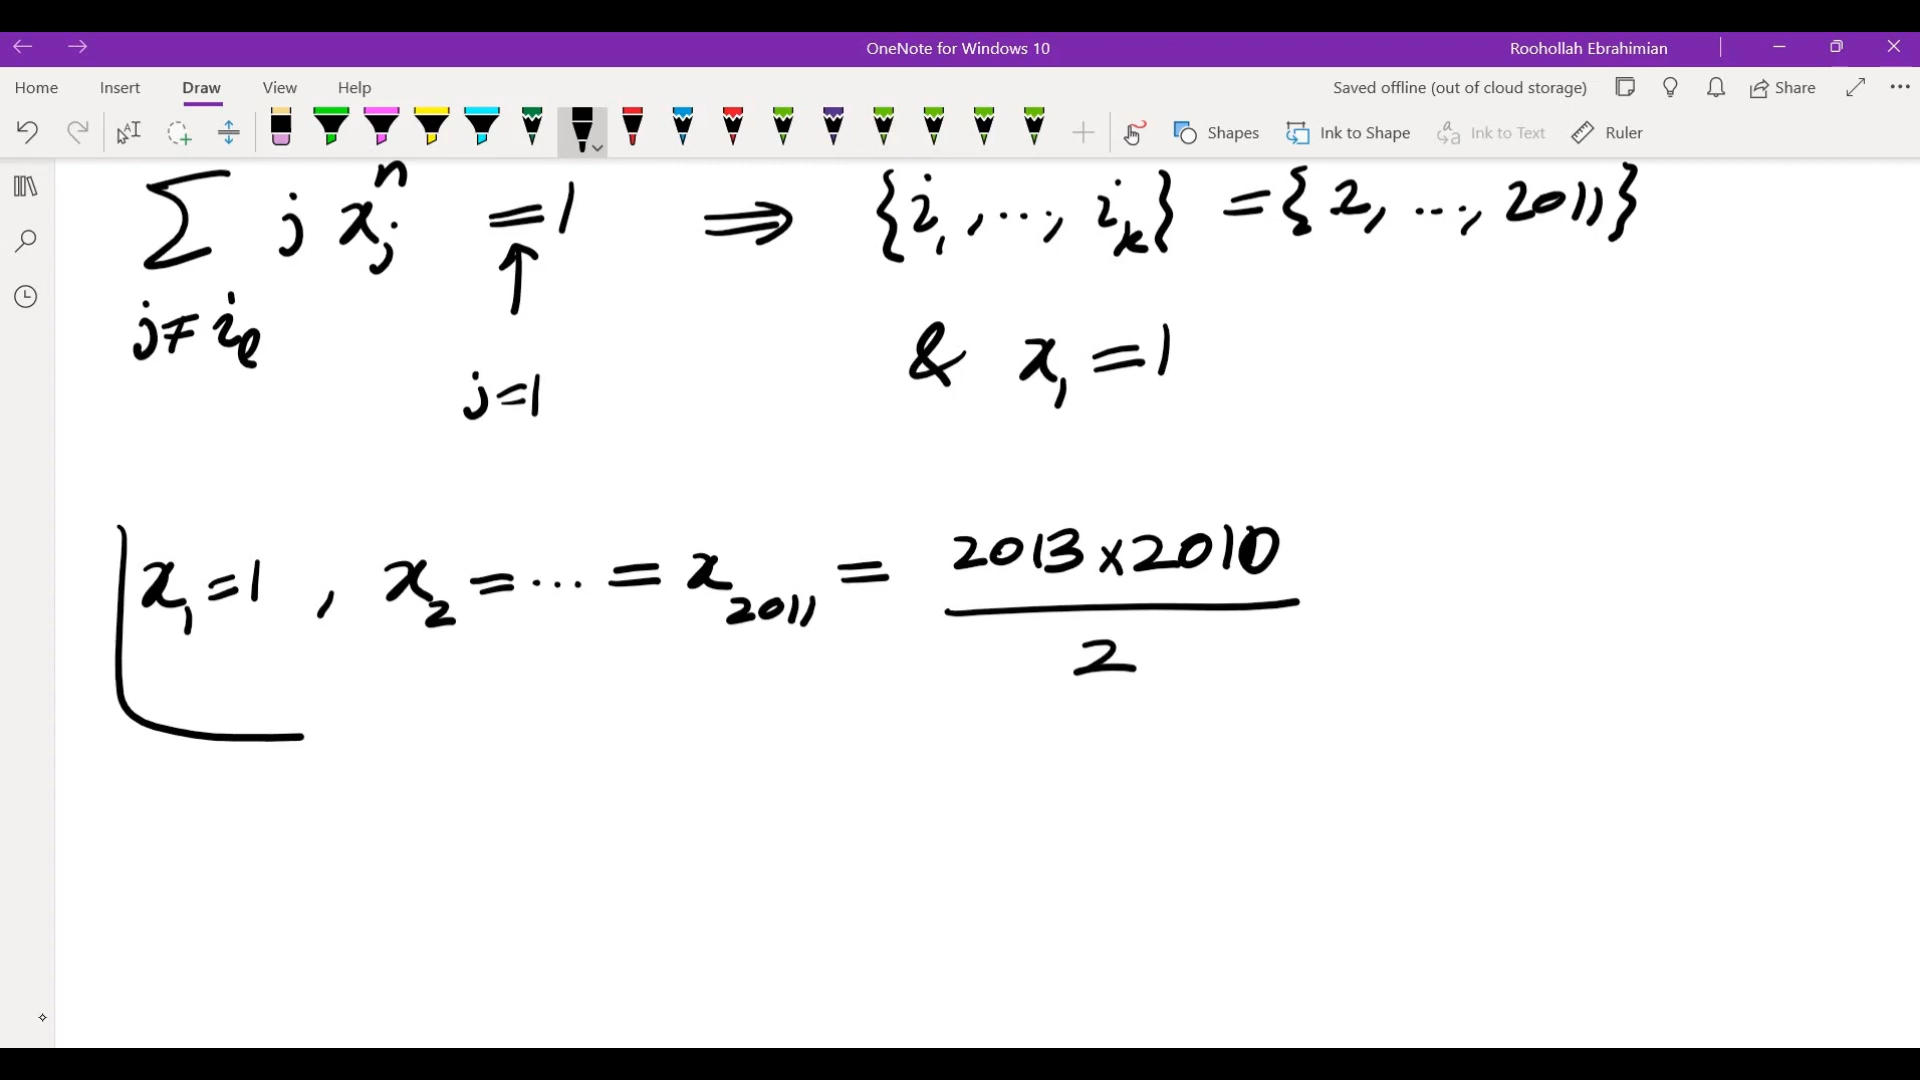 OneNote for Windows 10
Roohollah Ebrahimian
Home Insert Draw View Help
Saved offline (out of cloud storage)
Share
Shapes
Ink to Shape
Ink to Text
Ruler
∑_{j≠i_ℓ} j x_j^n = 1 ⟹ {i_1, ..., i_k} = {2, ..., 2011}
↑
j=1
& x_1 = 1
x_1 = 1 , x_2 = ... = x_2011 = (2013×2010)/2